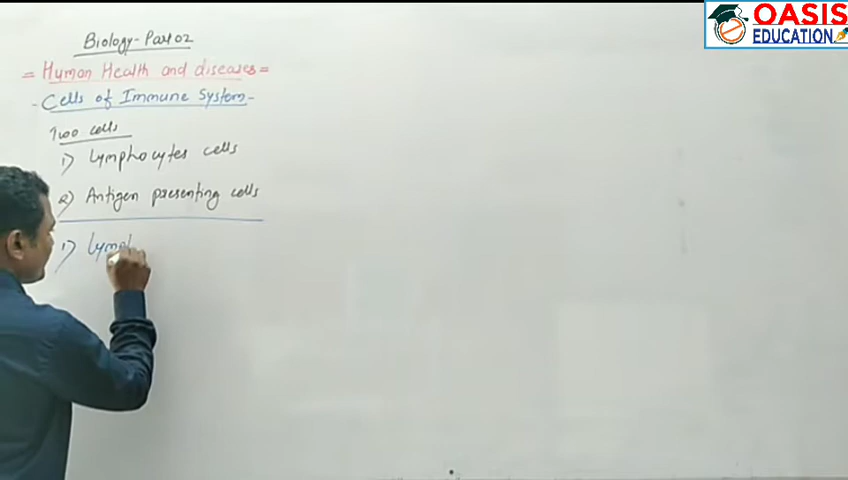 OASIS
EDUCATION
Biology-Part 02
= Human Health and diseases =
- Cells of Immune System -
Two cells
1) Lymphocytes cells
2) Antigen presenting cells
1) Lymph